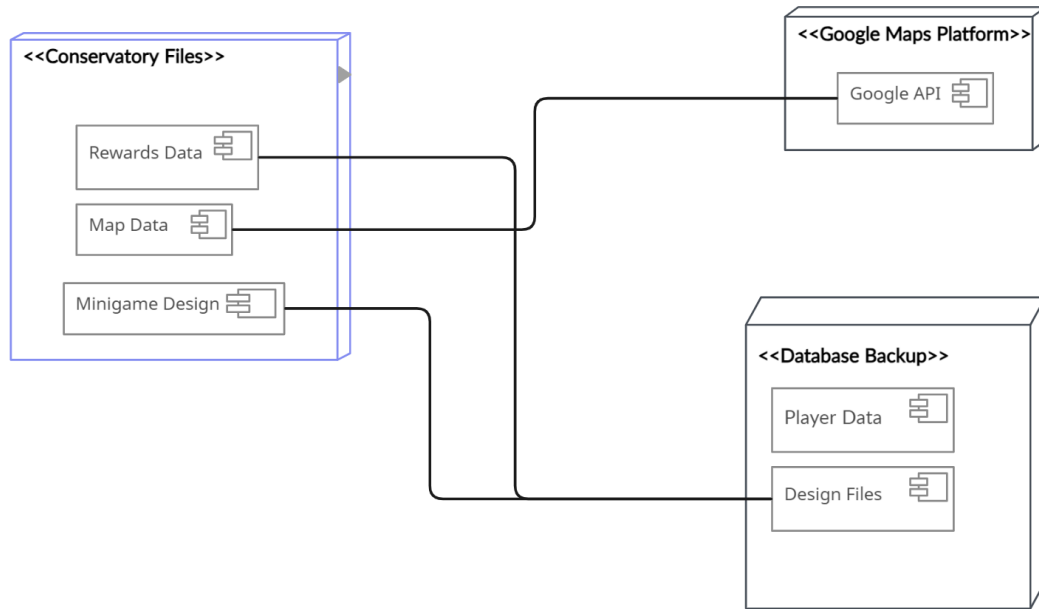 <<Conservatory Files>>
Rewards Data
Map Data
Minigame Design
<<Google Maps Platform>>
Google API
<<Database Backup>>
Player Data
Design Files